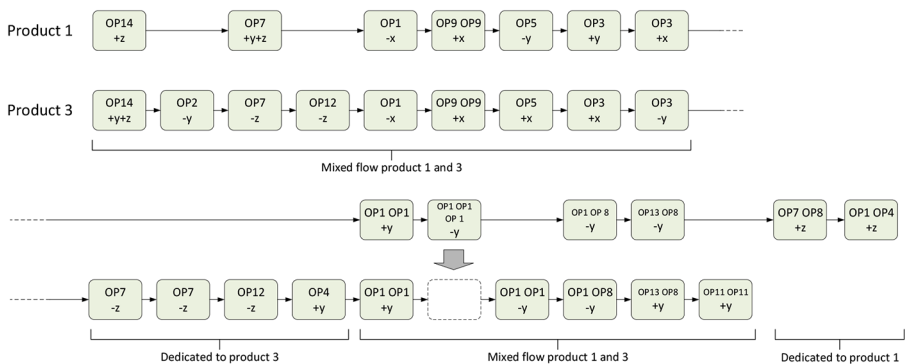 Product 1
OP14
+z
OP7
+y+z
OP1
-x
OP9 OP9
+x
OP5
-y
OP3
+y
OP3
+x
Product 3
OP14
+y+z
OP2
-y
OP7
-z
OP12
-z
OP1
-x
OP9 OP9
+x
OP5
+x
OP3
+x
OP3
-y
Mixed flow product 1 and 3
OP1 OP1
+y
OP1 OP1
OP 1
-y
OP1 OP 8
-y
OP13 OP8
-y
OP7 OP8
+z
OP1 OP4
+z
OP7
-z
OP7
-z
OP12
-z
OP4
+y
OP1 OP1
+y
OP1 OP1
-y
OP1 OP8
-y
OP13 OP8
+y
OP11 OP11
+y
Dedicated to product 3
Mixed flow product 1 and 3
Dedicated to product 1